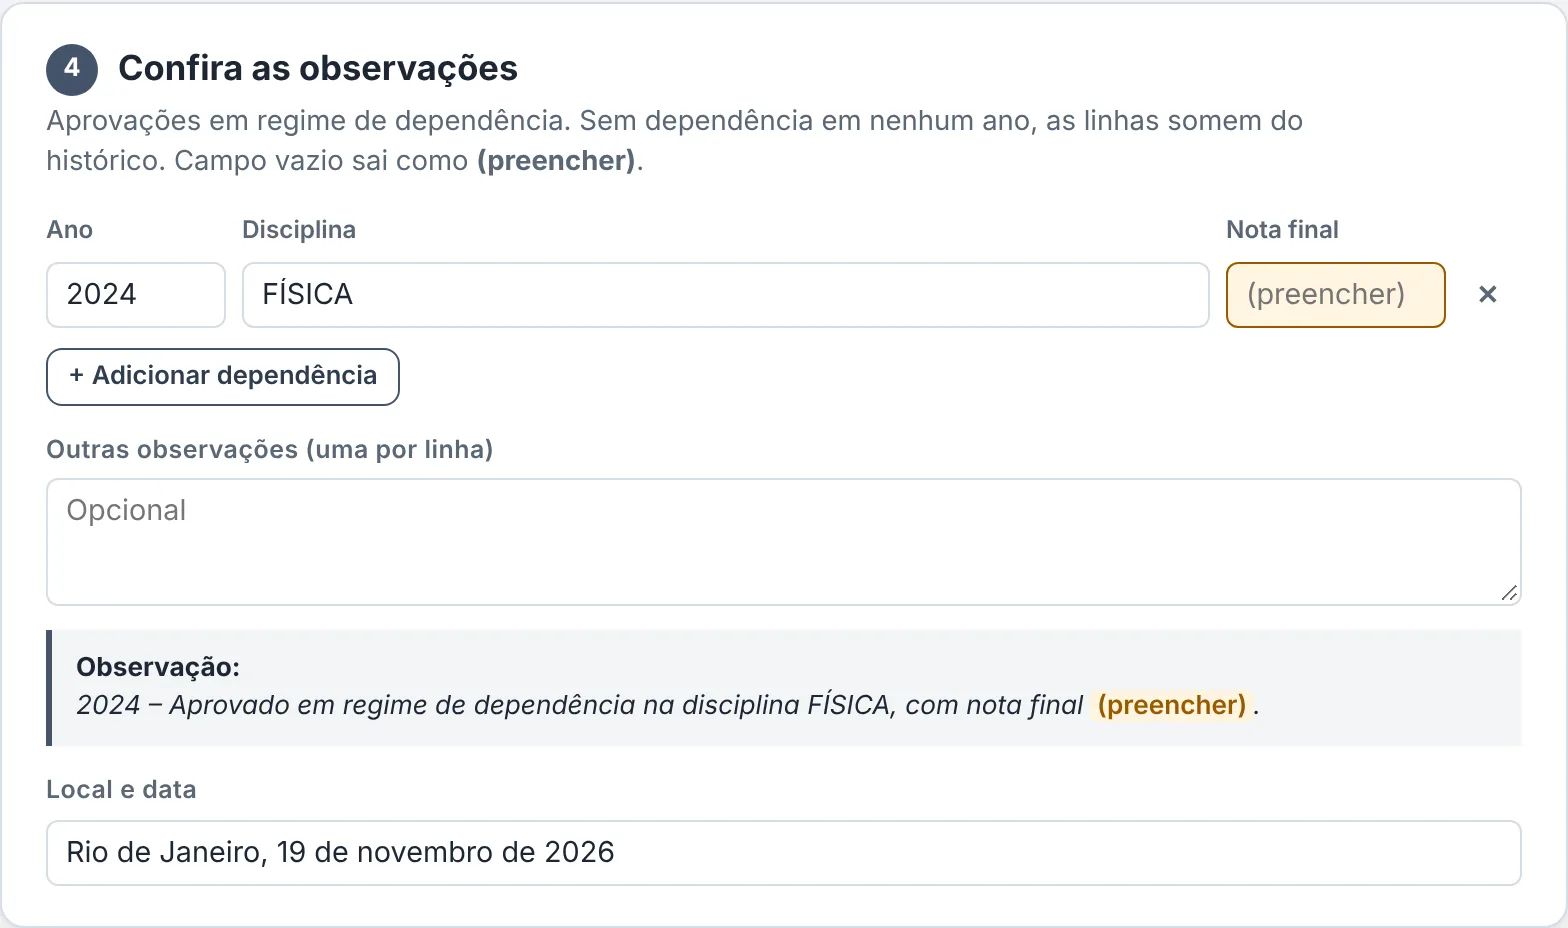 4 Confira as observações
Aprovações em regime de dependência. Sem dependência em nenhum ano, as linhas somem do
histórico. Campo vazio sai como (preencher).
Ano Disciplina Nota final
2024 FÍSICA (preencher) ×
+ Adicionar dependência
Outras observações (uma por linha)
Opcional
Observação:
2024 – Aprovado em regime de dependência na disciplina FÍSICA, com nota final (preencher) .
Local e data
Rio de Janeiro, 19 de novembro de 2026